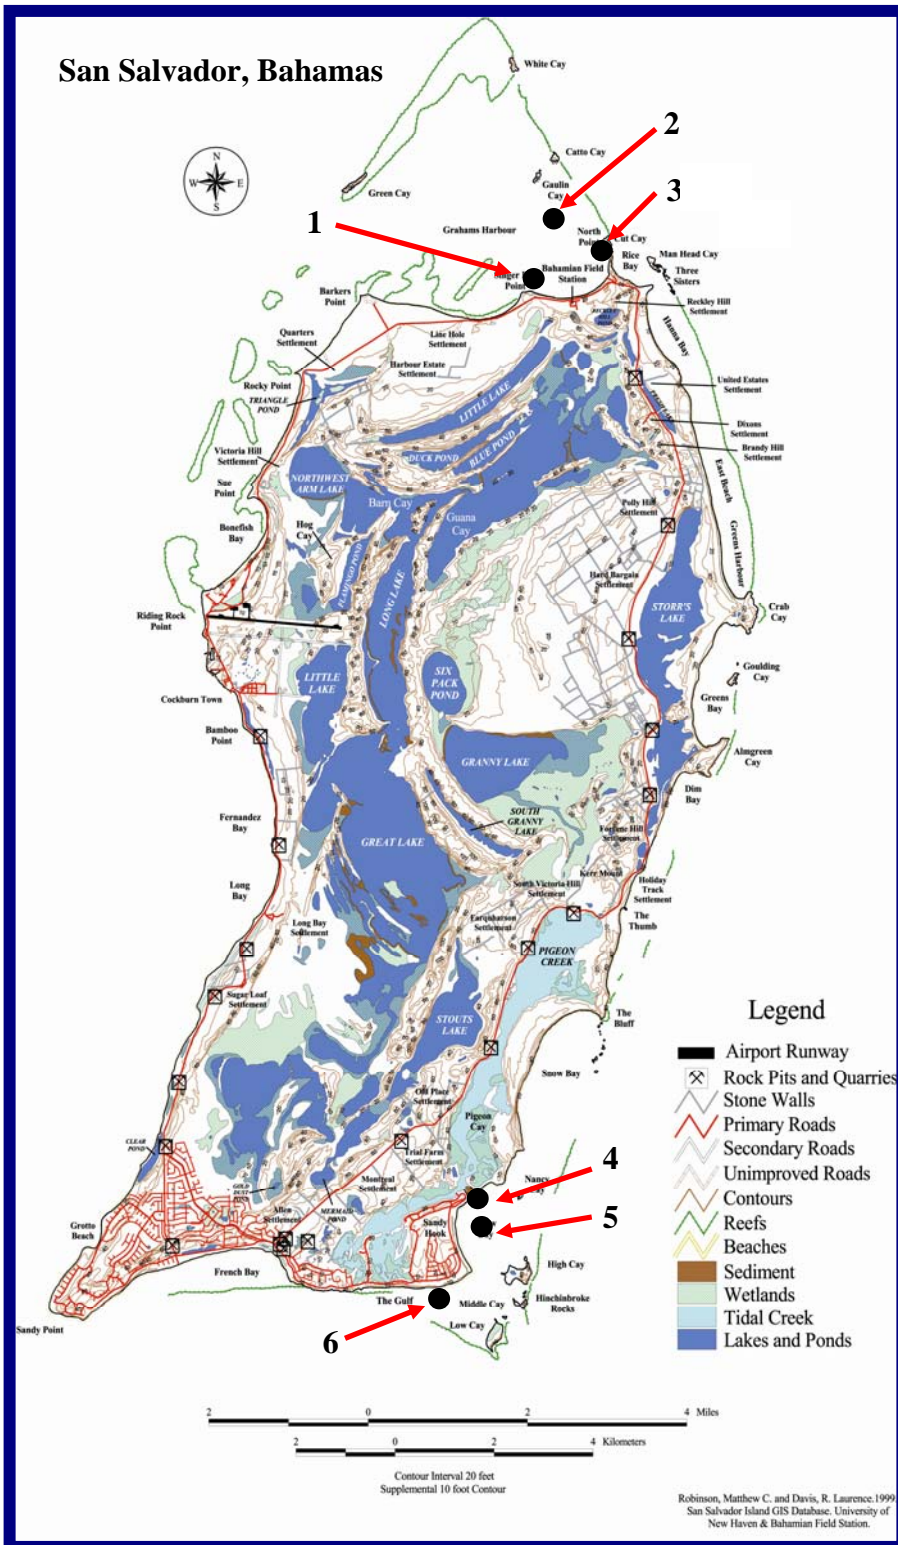 San Salvador, Bahamas
White Cay
2
Catto Cay
N
W E
S
Green Cay
Gaulin
Cay
3
1
Grahams Harbour
North
Point
Cut Cay
Rice
Bay
Man Head Cay
Three
Sisters
Point
Bahamian Field
Station
Barkers
Point
Reckley Hill
Settlement
Hanna Bay
Quarters
Settlement
Line Hole
Settlement
Harbour Estate
Settlement
United Estates
Settlement
Rocky Point
TRIANGLE
POND
LITTLE LAKE
Dixons
Settlement
Brandy Hill
Settlement
Victoria Hill
Settlement
DUCK POND
BLUE POND
East Beach
Sue
Point
NORTHWEST
ARM LAKE
Barn Cay
Guana
Cay
Polly Hill
Settlement
Bonefish
Bay
Hog
Cay
Greens Harbour
FLAMINGO POND
LONG LAKE
Hard Bargain
Settlement
Riding Rock
Point
STORR'S
LAKE
Crab
Cay
LITTLE
LAKE
SIX
PACK
POND
Goulding
Cay
Cockburn Town
Greens
Bay
Bamboo
Point
GRANNY LAKE
Almgreen
Cay
Dim
Bay
Fernandez
Bay
SOUTH
GRANNY
LAKE
GREAT LAKE
Fortune Hill
Settlement
Kerr Mount
Long
Bay
South Victoria Hill
Settlement
Holiday
Track
Settlement
Long Bay
Settlement
Farquharson
Settlement
The
Thumb
PIGEON
CREEK
Sugar Loaf
Settlement
STOUTS
LAKE
The
Bluff
Snow Bay
Old Place
Settlement
Pigeon
Cay
CLEAR
POND
Trial Farm
Settlement
Montreal
Settlement
GOLD
DUST
POND
MERMAID
POND
Nancy
Cay
4
Allen
Settlement
Grotto
Beach
Sandy
Hook
5
French Bay
High Cay
The Gulf
Middle Cay
Hinchinbroke
Rocks
Low Cay
Sandy Point
6
Legend
Airport Runway
Rock Pits and Quarries
Stone Walls
Primary Roads
Secondary Roads
Unimproved Roads
Contours
Reefs
Beaches
Sediment
Wetlands
Tidal Creek
Lakes and Ponds
2 0 2 4 Miles
2 0 2 4 Kilometers
Contour Interval 20 feet
Supplemental 10 foot Contour
Robinson, Matthew C. and Davis, R. Laurence.1999.
San Salvador Island GIS Database. University of
New Haven & Bahamian Field Station.